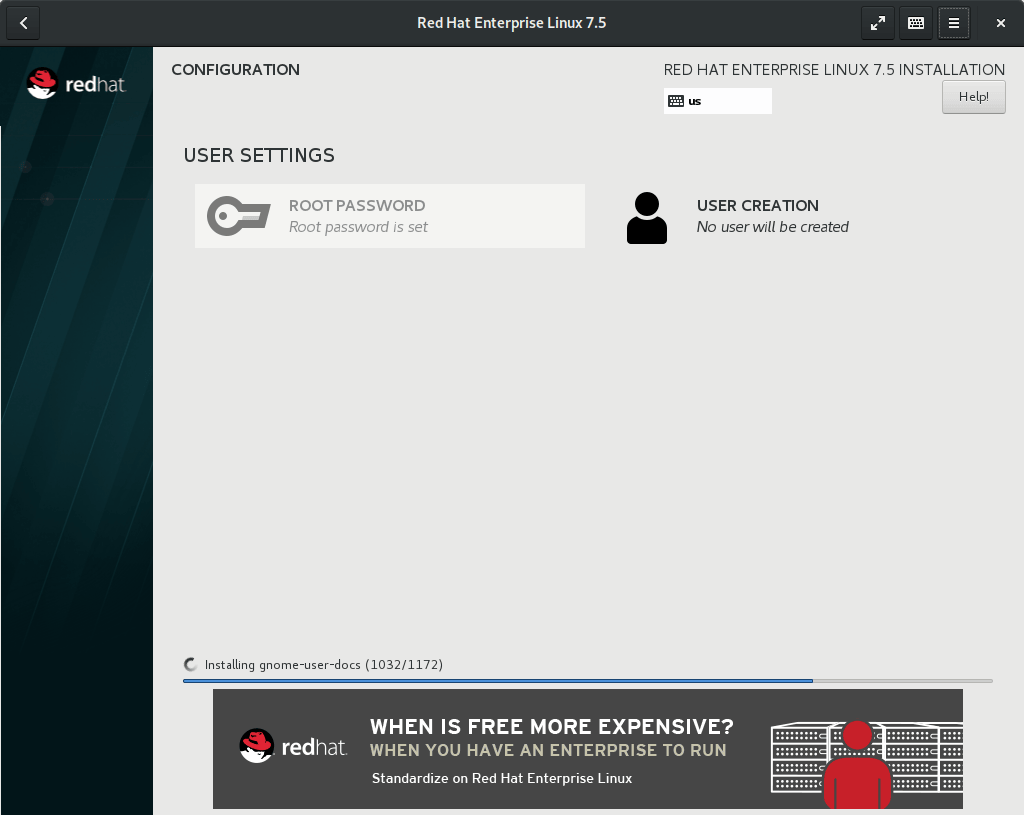 Red Hat Enterprise Linux 7.5
redhat.
CONFIGURATION
RED HAT ENTERPRISE LINUX 7.5 INSTALLATION
us
Help!
USER SETTINGS
ROOT PASSWORD
Root password is set
USER CREATION
No user will be created
Installing gnome-user-docs (1032/1172)
redhat.
WHEN IS FREE MORE EXPENSIVE?
WHEN YOU HAVE AN ENTERPRISE TO RUN
Standardize on Red Hat Enterprise Linux